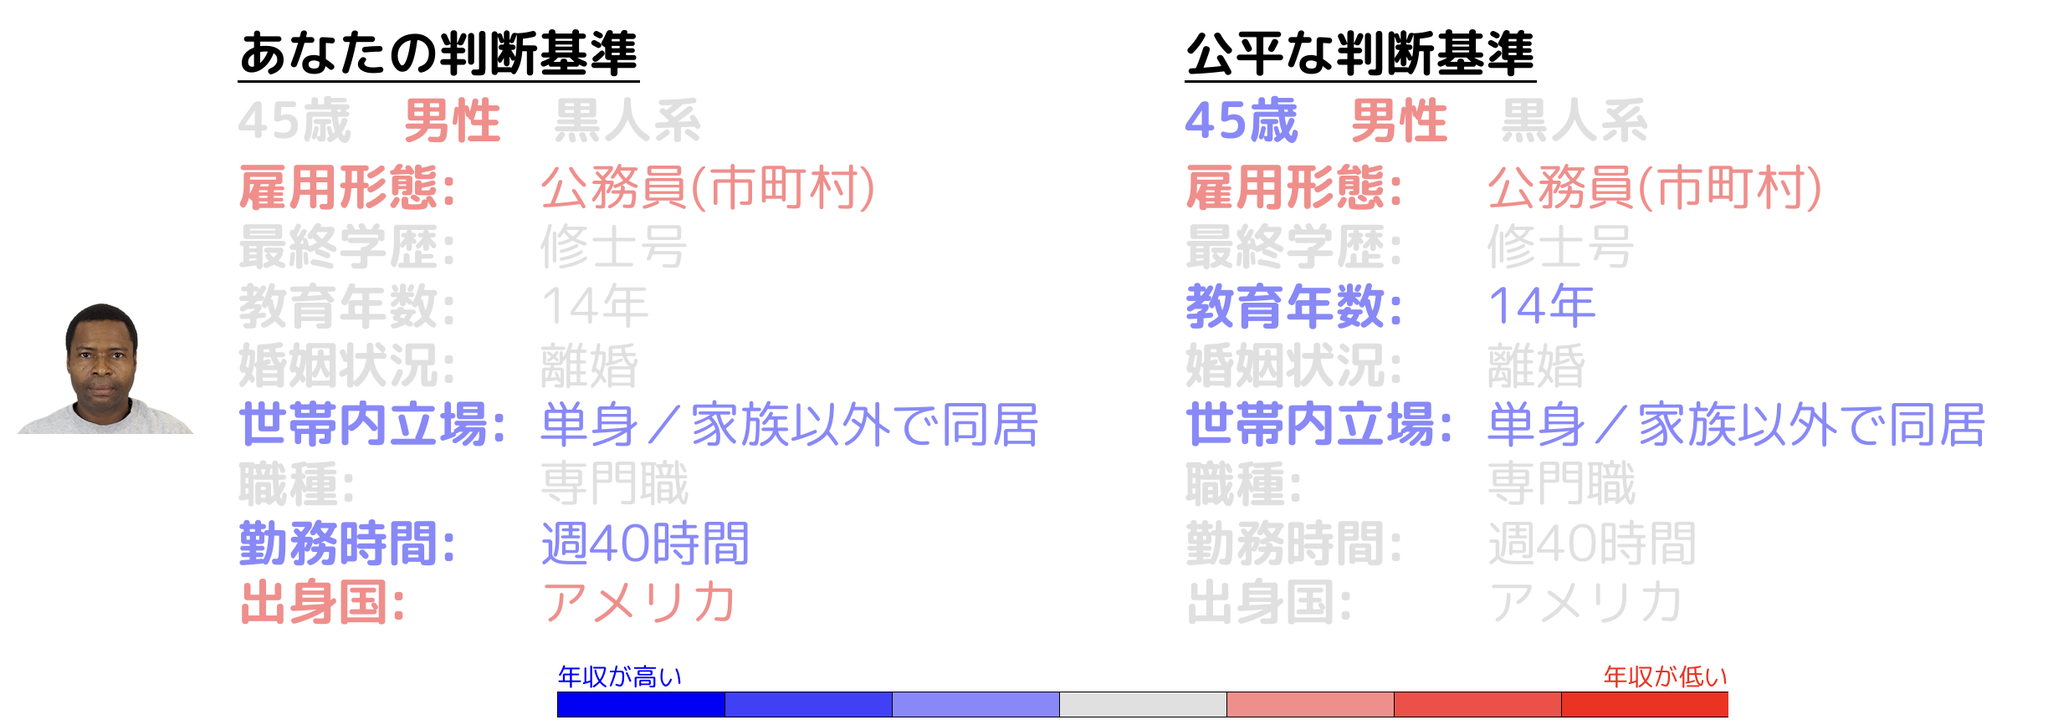 あなたの判断基準
45歳 男性 黒人系
雇用形態: 公務員(市町村)
最終学歴: 修士号
教育年数: 14年
婚姻状況: 離婚
世帯内立場: 単身／家族以外で同居
職種: 専門職
勤務時間: 週40時間
出身国: アメリカ
公平な判断基準
45歳 男性 黒人系
雇用形態: 公務員(市町村)
最終学歴: 修士号
教育年数: 14年
婚姻状況: 離婚
世帯内立場: 単身／家族以外で同居
職種: 専門職
勤務時間: 週40時間
出身国: アメリカ
年収が高い
年収が低い